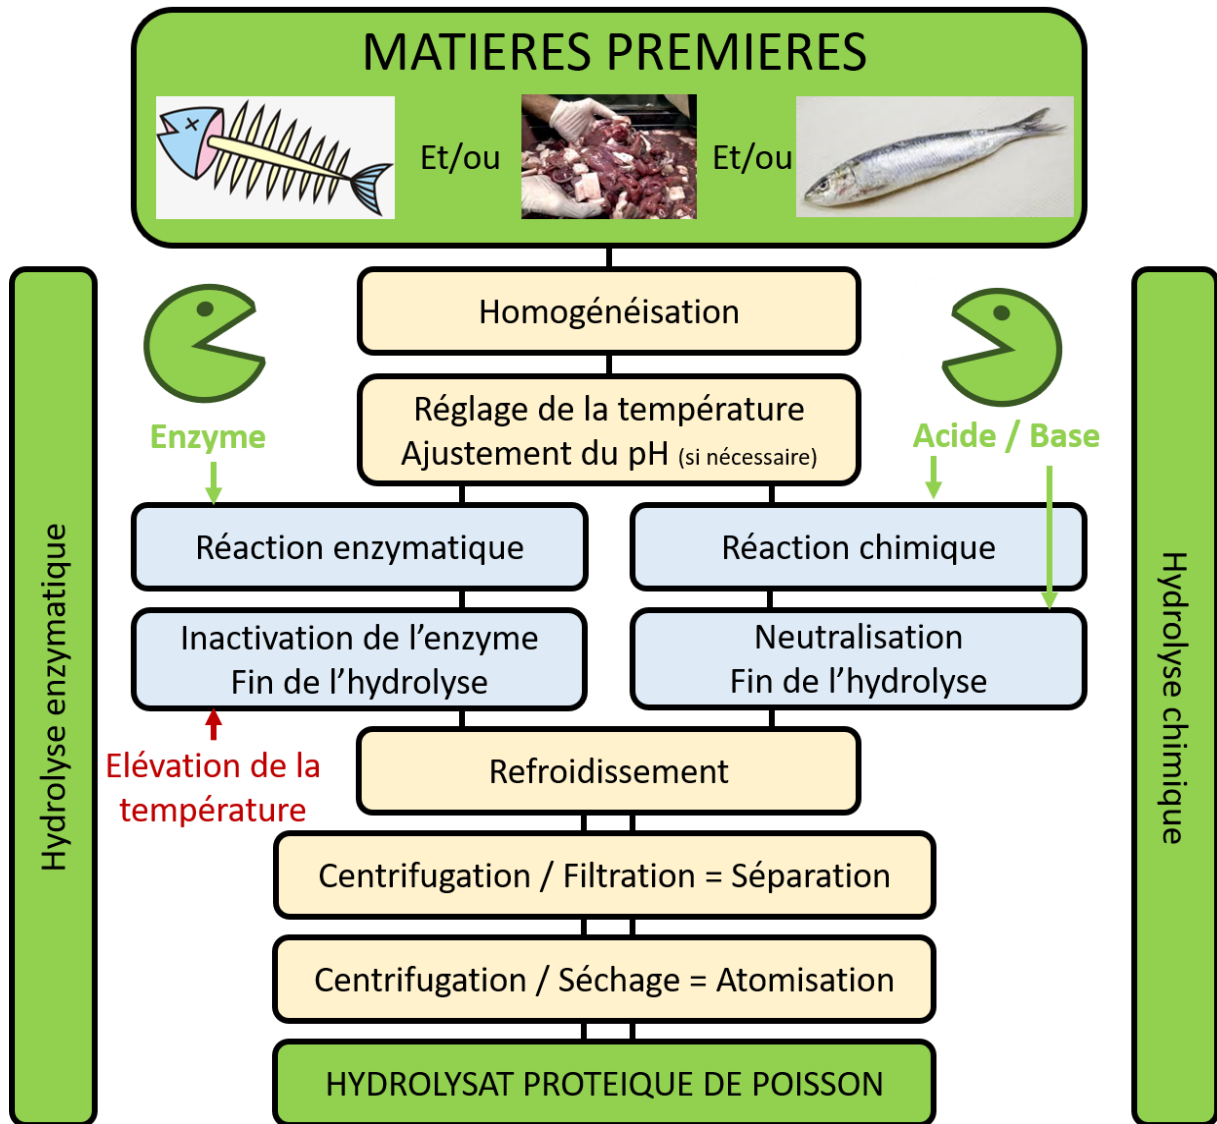 MATIERES PREMIERES
Et/ou
Et/ou
Homogénéisation
Réglage de la température
Ajustement du pH (si nécessaire)
Enzyme
Acide / Base
Réaction enzymatique
Réaction chimique
Inactivation de l’enzyme
Fin de l’hydrolyse
Neutralisation
Fin de l’hydrolyse
Elévation de la
température
Refroidissement
Centrifugation / Filtration = Séparation
Centrifugation / Séchage = Atomisation
HYDROLYSAT PROTEIQUE DE POISSON
Hydrolyse enzymatique
Hydrolyse chimique